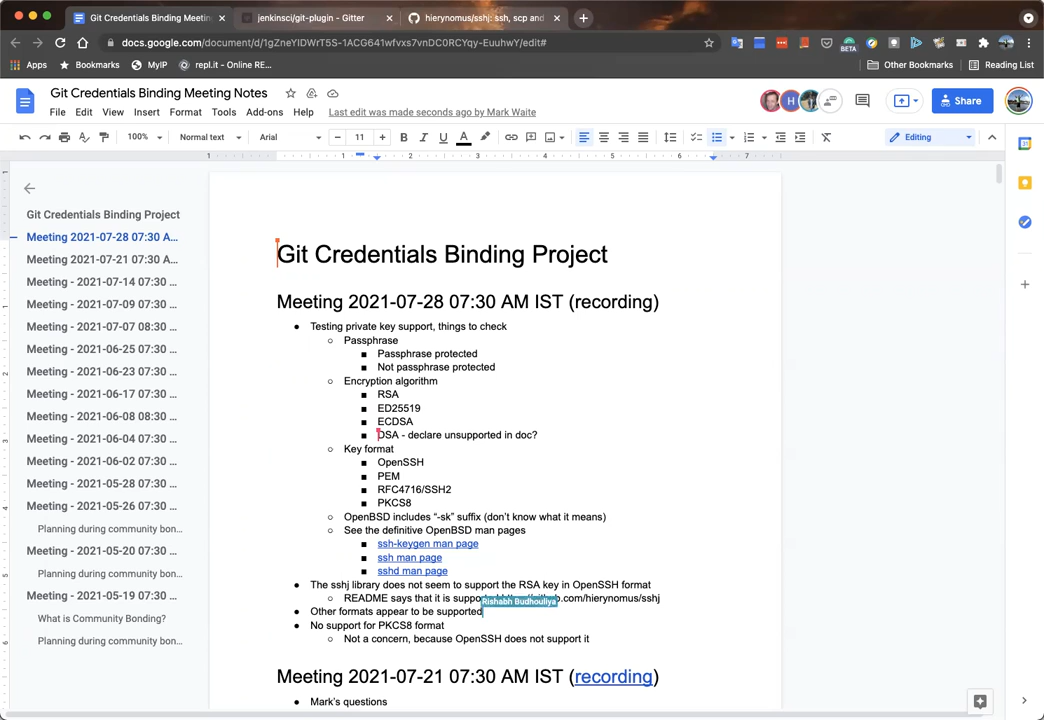 Git Credentials Binding Meetin
jenkinsci/git-plugin - Gitter
hierynomus/sshj: ssh, scp and
docs.google.com/document/d/1gZneYIDWrT5S-1ACG641wfvxs7vnDC0RCYqy-EuuhwY/edit#
BETA
Apps
Bookmarks
MyIP
repl.it - Online RE...
Other Bookmarks
Reading List
Git Credentials Binding Meeting Notes
File Edit View Insert Format Tools Add-ons Help Last edit was made seconds ago by Mark Waite
H
Share
100% Normal text Arial 11 B I U A Editing
1 1 2 3 4 5 6 7
Git Credentials Binding Project
Meeting 2021-07-28 07:30 A...
Meeting 2021-07-21 07:30 A...
Meeting - 2021-07-14 07:30 ...
Meeting - 2021-07-09 07:30 ...
Meeting - 2021-07-07 08:30 ...
Meeting - 2021-06-25 07:30 ...
Meeting - 2021-06-23 07:30 ...
Meeting - 2021-06-17 07:30 ...
Meeting - 2021-06-08 08:30 ...
Meeting - 2021-06-04 07:30 ...
Meeting - 2021-06-02 07:30 ...
Meeting - 2021-05-28 07:30 ...
Meeting - 2021-05-26 07:30 ...
Planning during community bon...
Meeting - 2021-05-20 07:30 ...
Planning during community bon...
Meeting - 2021-05-19 07:30 ...
What is Community Bonding?
Planning during community bon...
Git Credentials Binding Project
Meeting 2021-07-28 07:30 AM IST (recording)
Testing private key support, things to check
Passphrase
Passphrase protected
Not passphrase protected
Encryption algorithm
RSA
ED25519
ECDSA
DSA - declare unsupported in doc?
Key format
OpenSSH
PEM
RFC4716/SSH2
PKCS8
OpenBSD includes “-sk” suffix (don’t know what it means)
See the definitive OpenBSD man pages
ssh-keygen man page
ssh man page
sshd man page
The sshj library does not seem to support the RSA key in OpenSSH format
README says that it is .com/hierynomus/sshj
Rishabh Budhouliya
Other formats appear to be supported
No support for PKCS8 format
Not a concern, because OpenSSH does not support it
Meeting 2021-07-21 07:30 AM IST (recording)
Mark’s questions